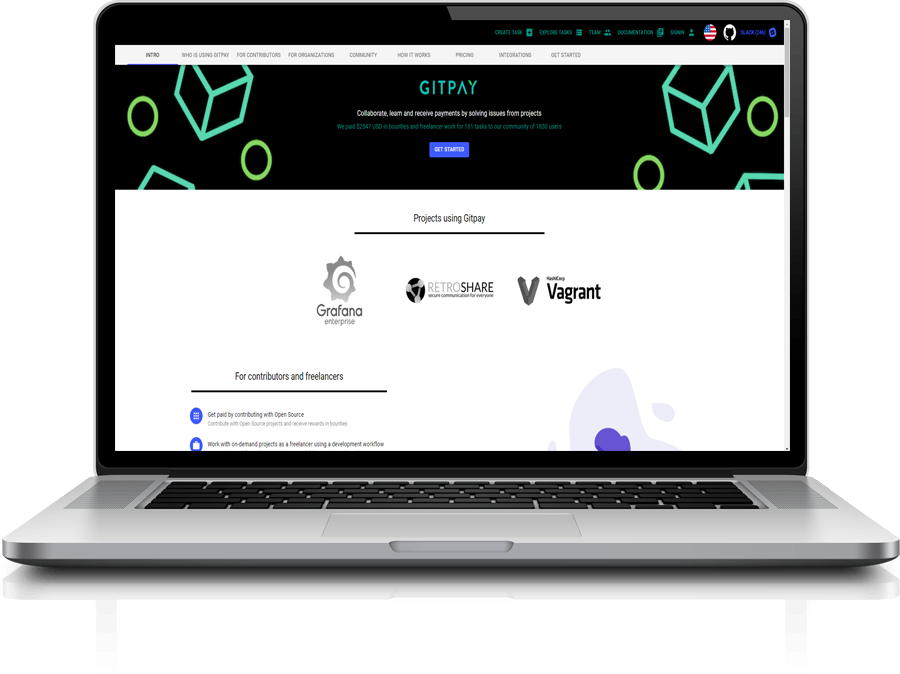 CREATE TASK EXPLORE TASKS TEAM DOCUMENTATION SIGNIN SLACK (246)
INTRO WHO IS USING GITPAY FOR CONTRIBUTORS FOR ORGANIZATIONS COMMUNITY HOW IT WORKS PRICING INTEGRATIONS GET STARTED
GITPAY
Collaborate, learn and receive payments by solving issues from projects
We paid $2547 USD in bounties and freelancer work for 161 tasks to our community of 1830 users
GET STARTED
Projects using Gitpay
Grafana
enterprise
RETROSHARE
secure communication for everyone
HashiCorp
Vagrant
For contributors and freelancers
Get paid by contributing with Open Source
Contribute with Open Source projects and receive rewards in bounties
Work with on-demand projects as a freelancer using a development workflow